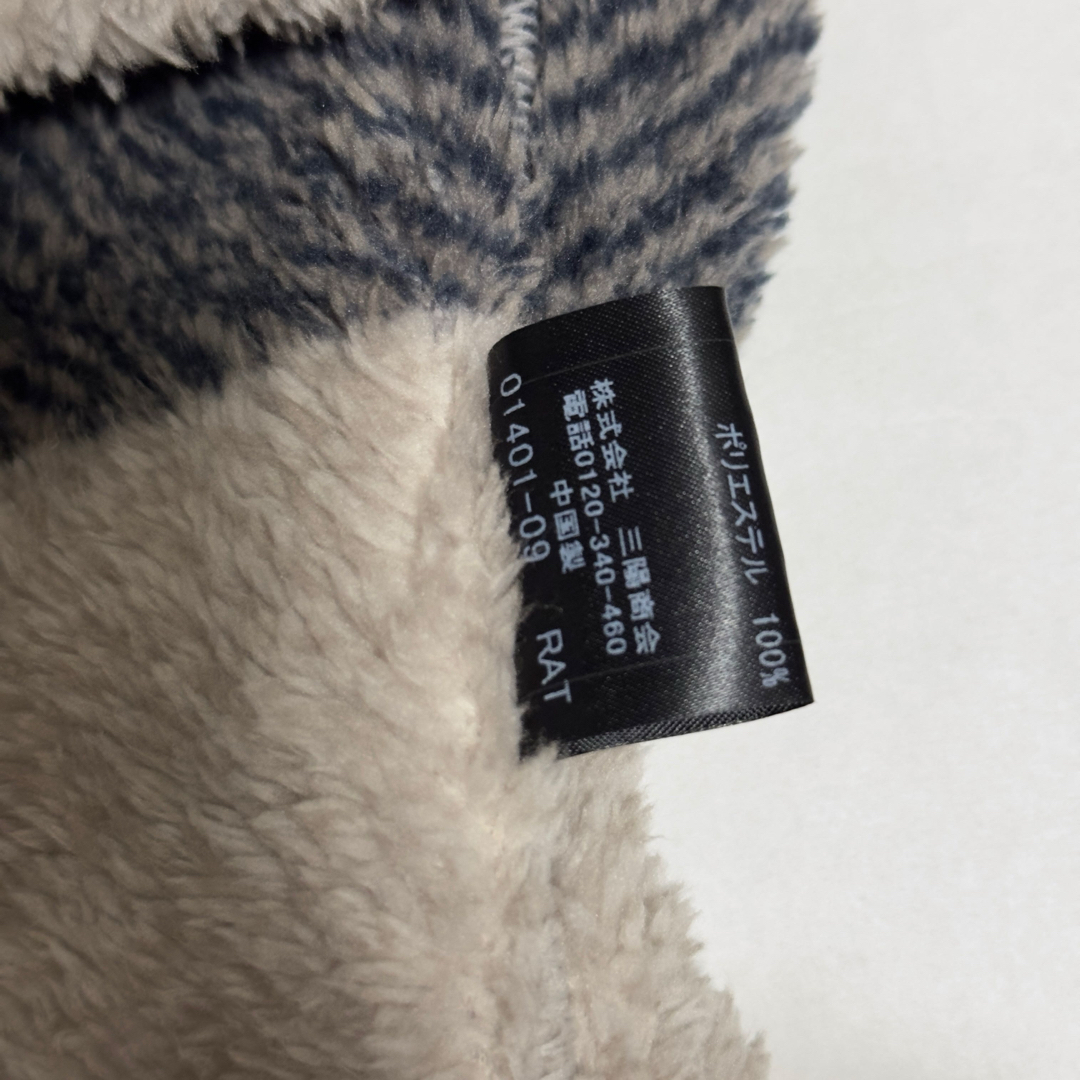 ポリエステル 100%
株式会社 三陽商会
電話0120-340-460
中国製
01401-09 RAT